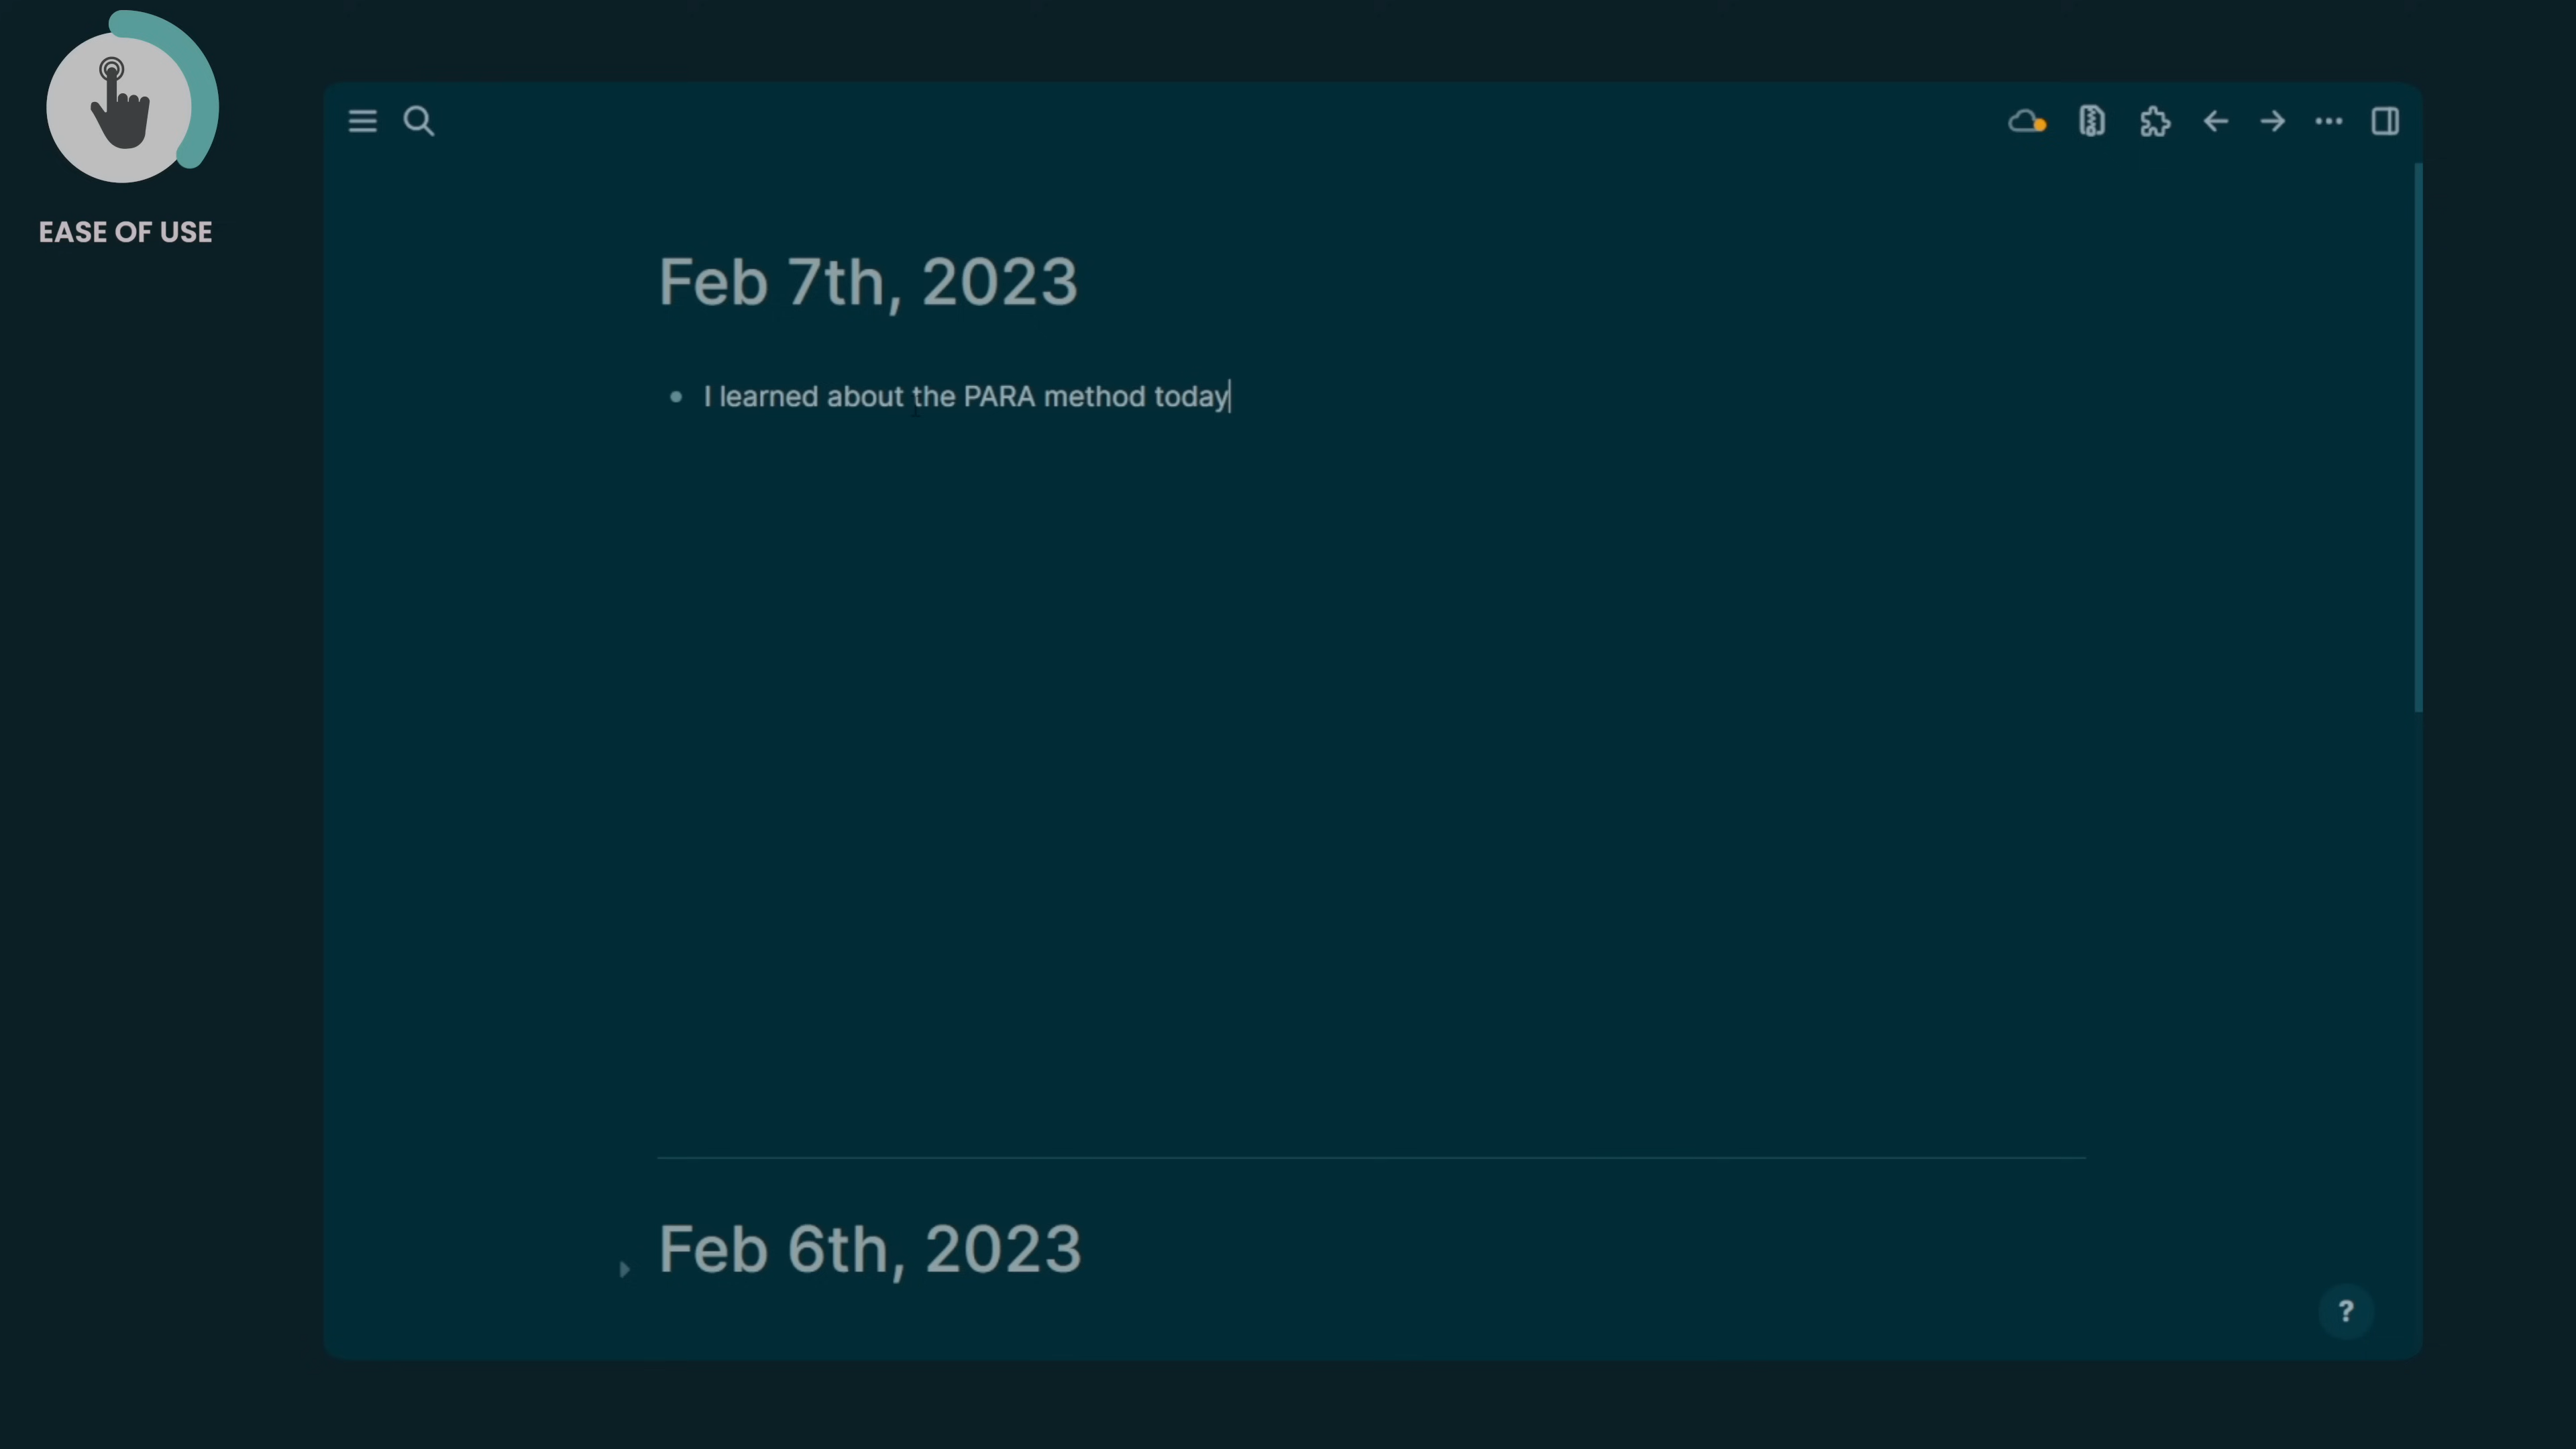 EASE OF USE
Feb 7th, 2023
I learned about the PARA method today
Feb 6th, 2023
?